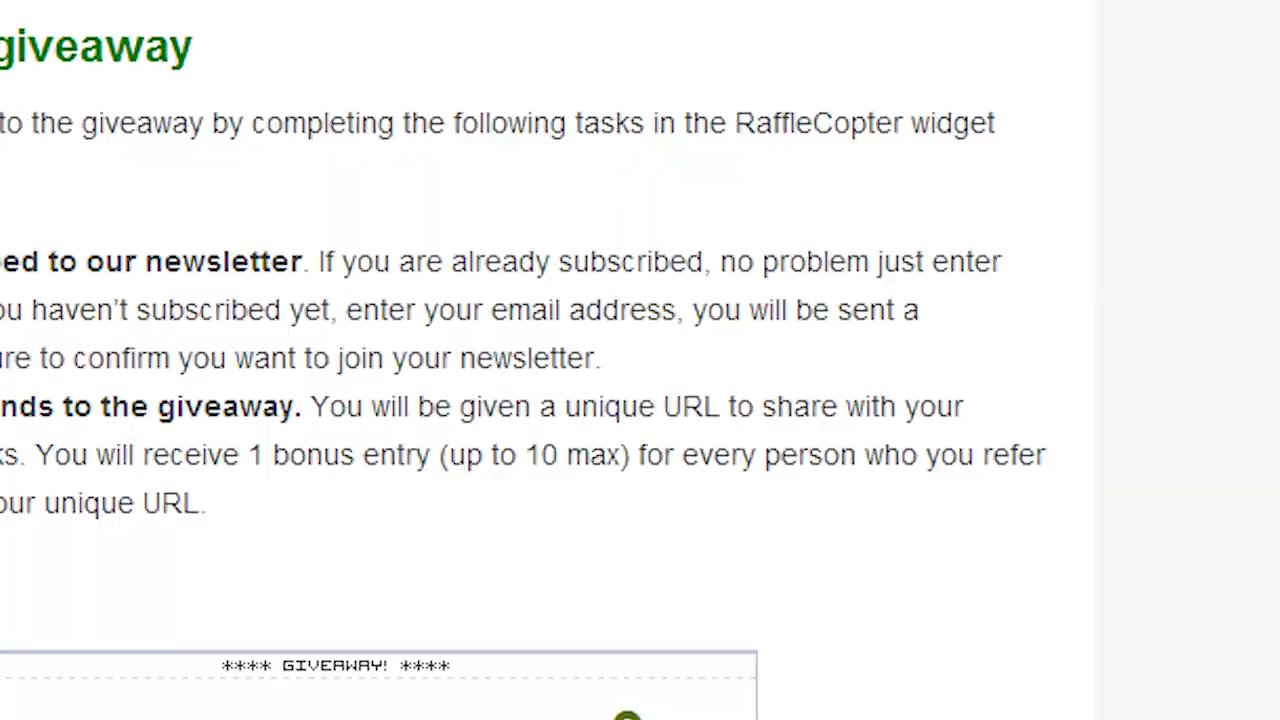 giveaway
to the giveaway by completing the following tasks in the RaffleCopter widget
ed to our newsletter. If you are already subscribed, no problem just enter
ou haven't subscribed yet, enter your email address, you will be sent a
ure to confirm you want to join your newsletter.
nds to the giveaway. You will be given a unique URL to share with your
ks. You will receive 1 bonus entry (up to 10 max) for every person who you refer
our unique URL.
**** GIVEAWAY! ****